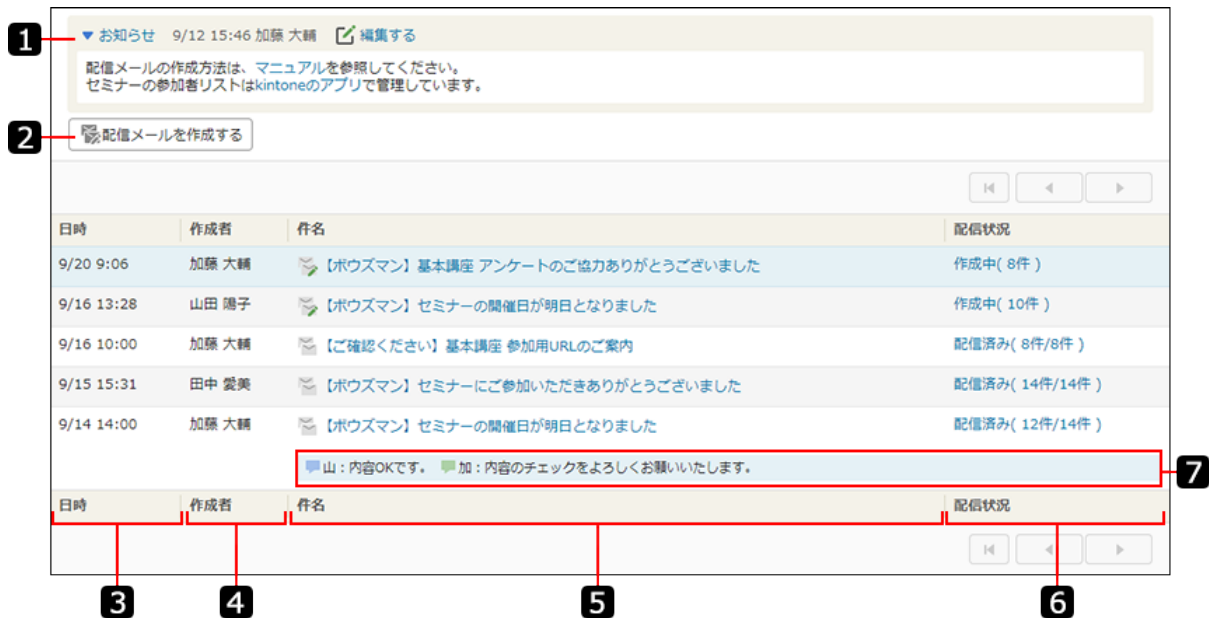 1
お知らせ 9/12 15:46 加藤 大輔 編集する
配信メールの作成方法は、マニュアルを参照してください。
セミナーの参加者リストはkintoneのアプリで管理しています。
2
配信メールを作成する
日時 作成者 件名 配信状況
9/20 9:06 加藤 大輔 【ボウズマン】基本講座 アンケートのご協力ありがとうございました 作成中( 8件 )
9/16 13:28 山田 陽子 【ボウズマン】セミナーの開催日が明日となりました 作成中( 10件 )
9/16 10:00 加藤 大輔 【ご確認ください】基本講座 参加用URLのご案内 配信済み( 8件/8件 )
9/15 15:31 田中 愛美 【ボウズマン】セミナーにご参加いただきありがとうございました 配信済み( 14件/14件 )
9/14 14:00 加藤 大輔 【ボウズマン】セミナーの開催日が明日となりました 配信済み( 12件/14件 )
山：内容OKです。 加：内容のチェックをよろしくお願いいたします。
7
日時 作成者 件名 配信状況
3 4 5 6